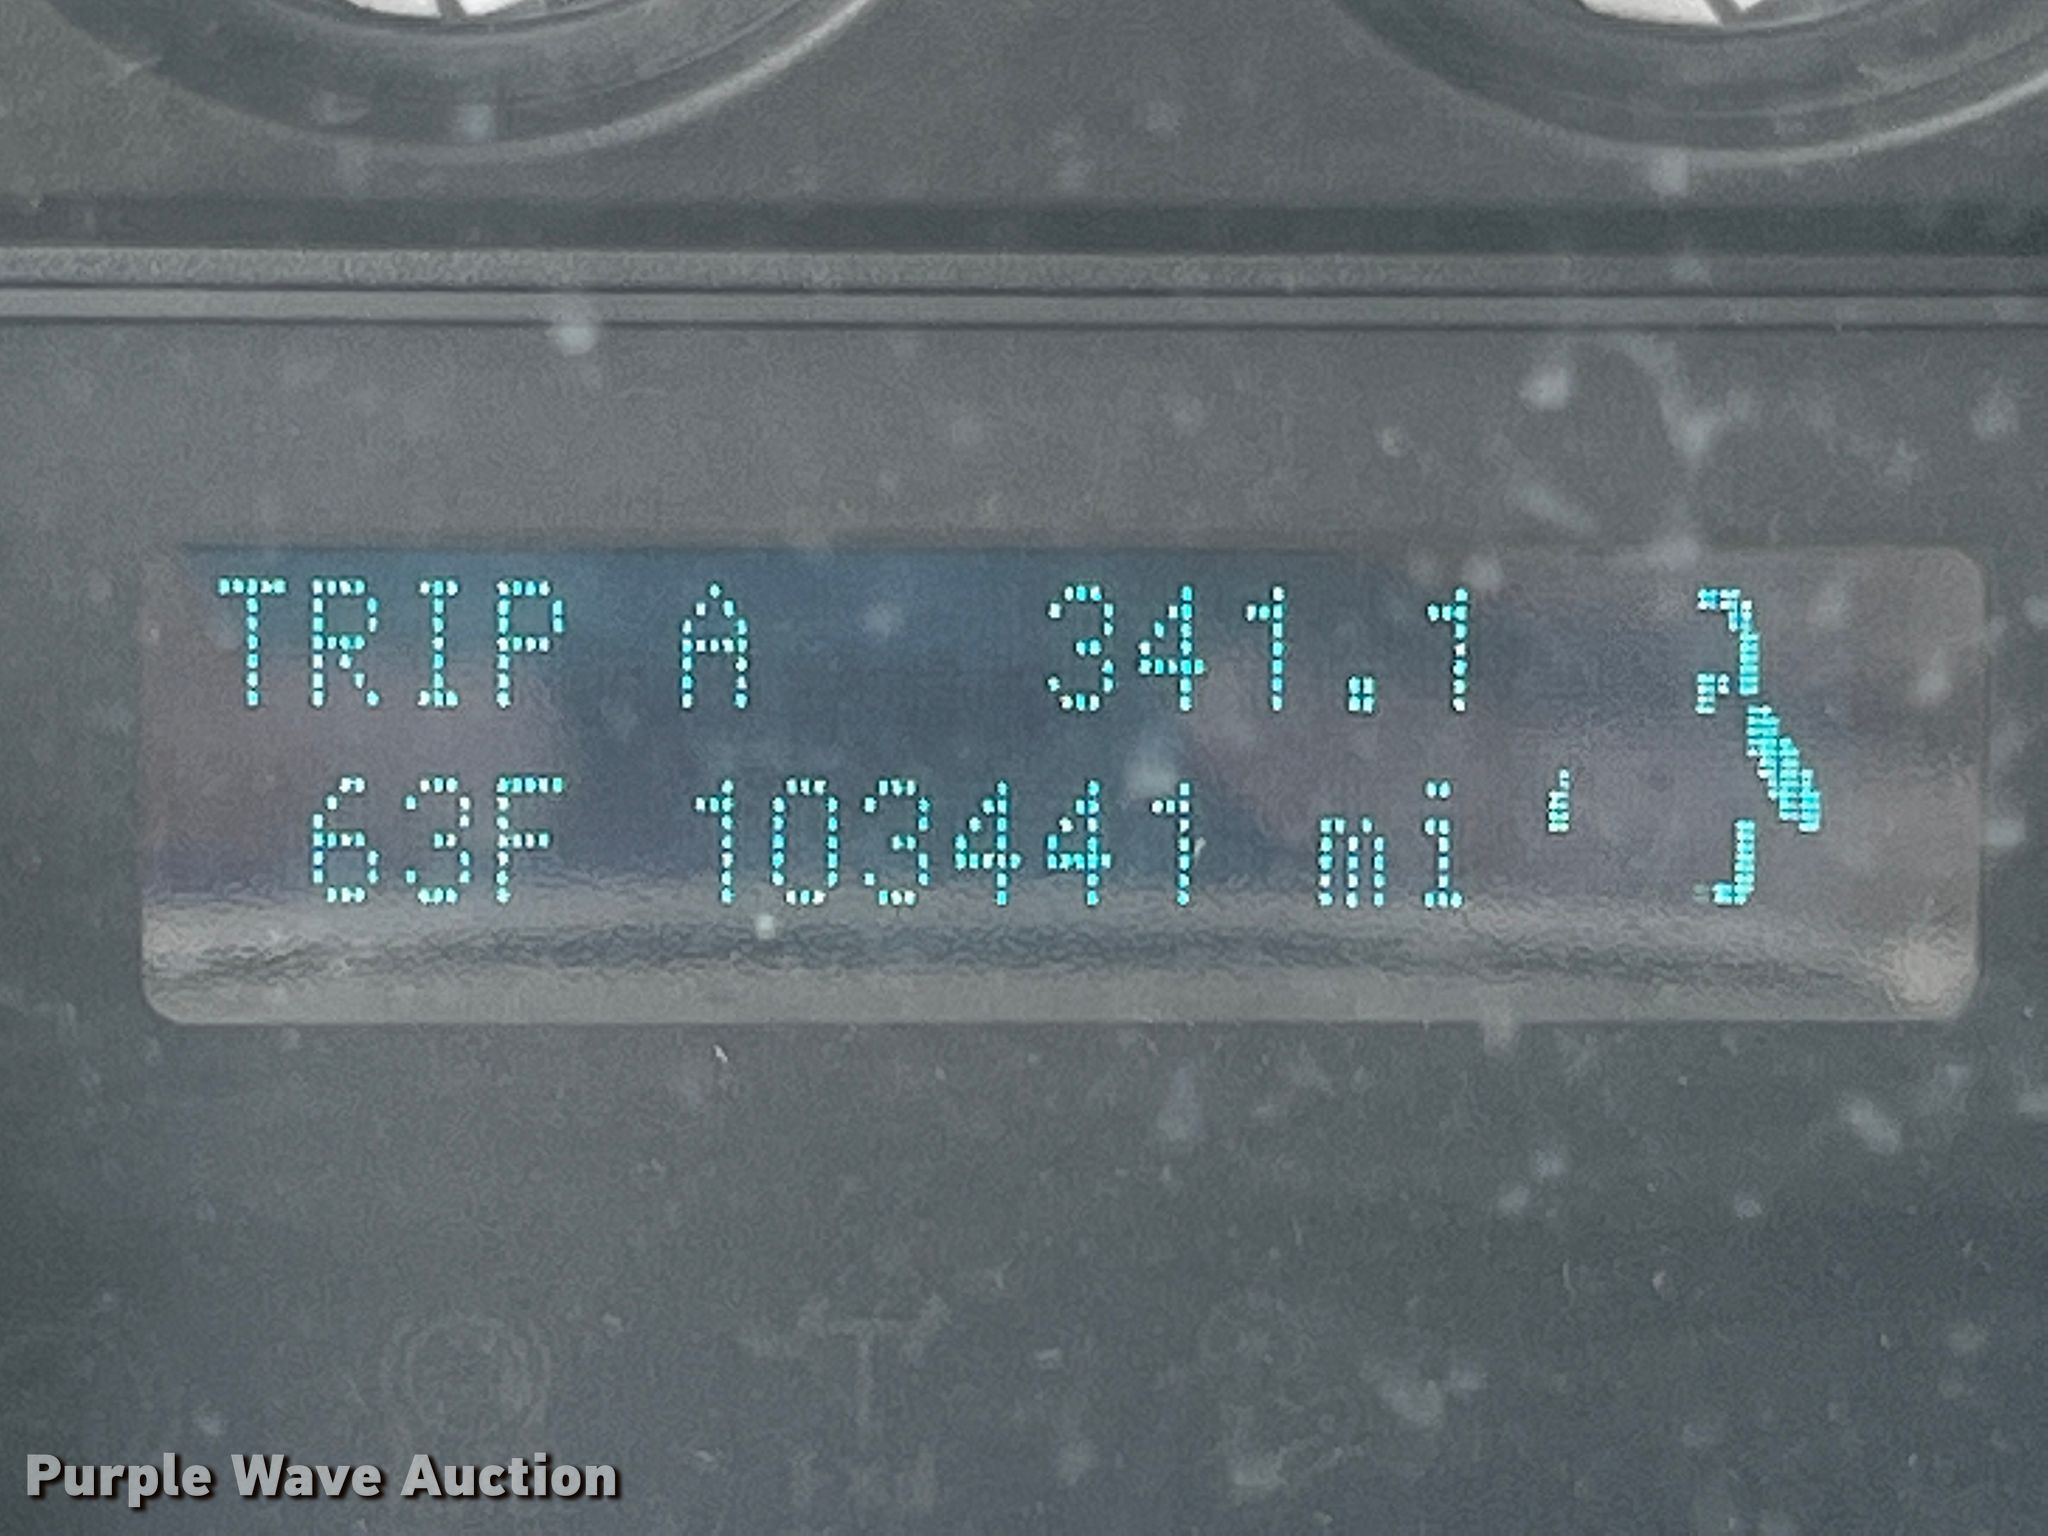 TRIP A 341.1
63F 103441 mi
Purple Wave Auction